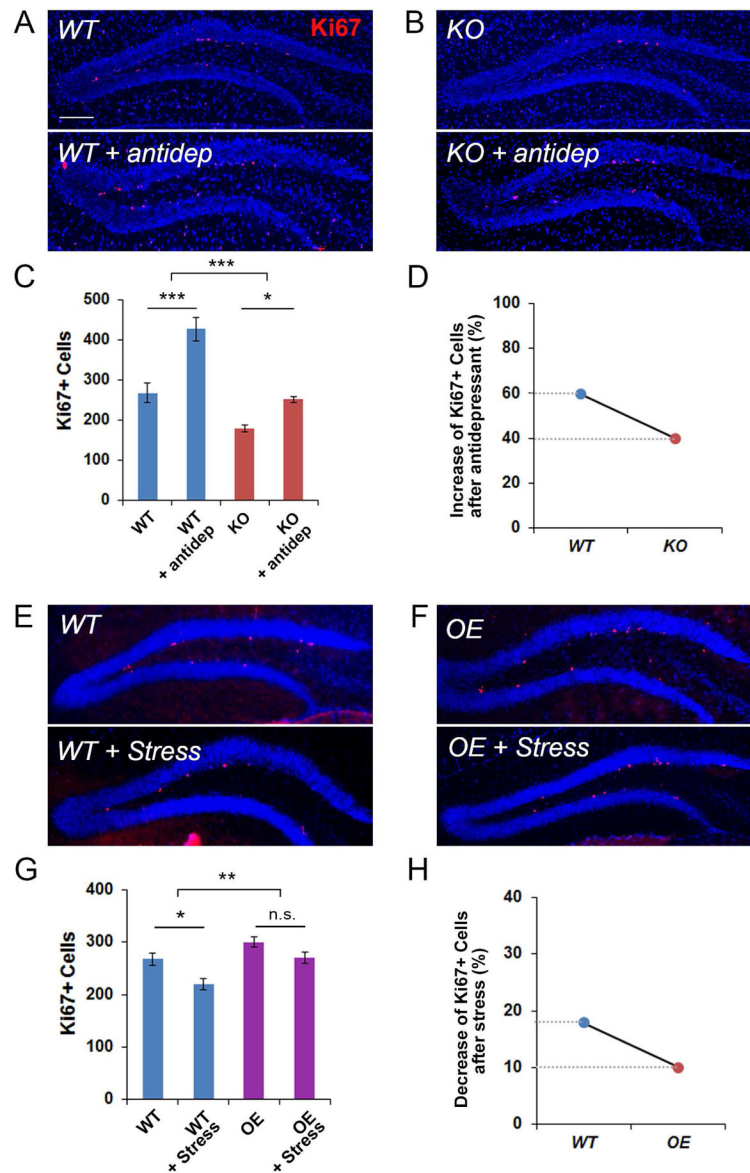 A
WT
Ki67
WT + antidep
B
KO
KO + antidep
C
***
***
*
Ki67+ Cells
500
400
300
200
100
0
WT
WT
+ antidep
KO
KO
+ antidep
D
Increase of Ki67+ Cells
after antidepressant (%)
100
80
60
40
20
0
WT
KO
E
WT
WT + Stress
F
OE
OE + Stress
G
**
*
n.s.
Ki67+ Cells
400
300
200
100
0
WT
WT
+ Stress
OE
OE
+ Stress
H
Decrease of Ki67+ Cells
after stress (%)
40
30
20
10
0
WT
OE